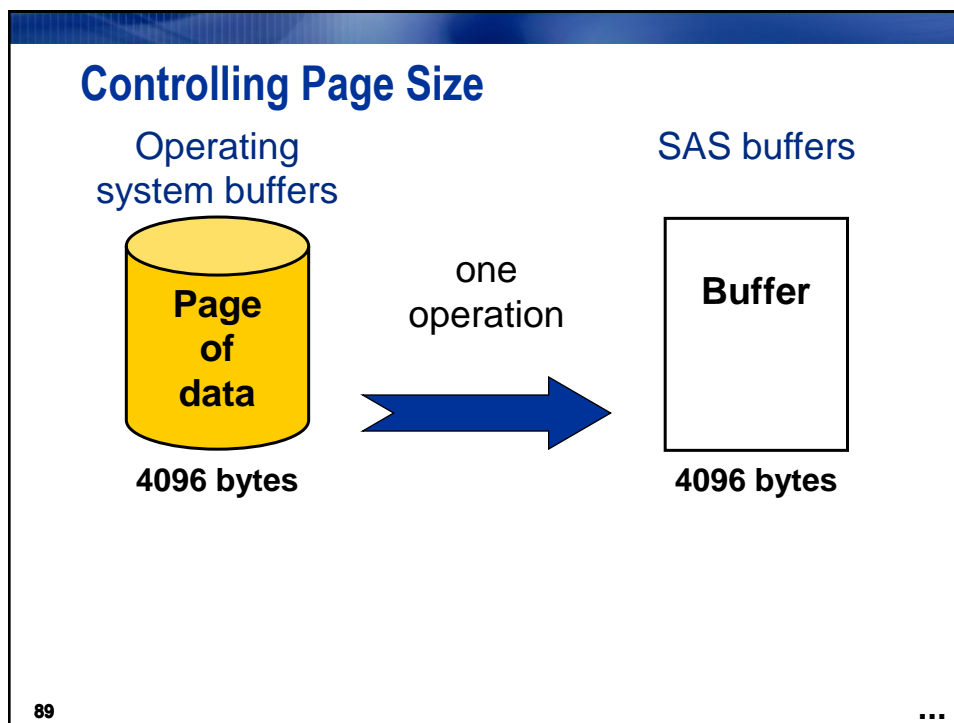 Controlling Page Size
Operating
system buffers
SAS buffers
Page
of
data
one
operation
Buffer
4096 bytes
4096 bytes
89
...